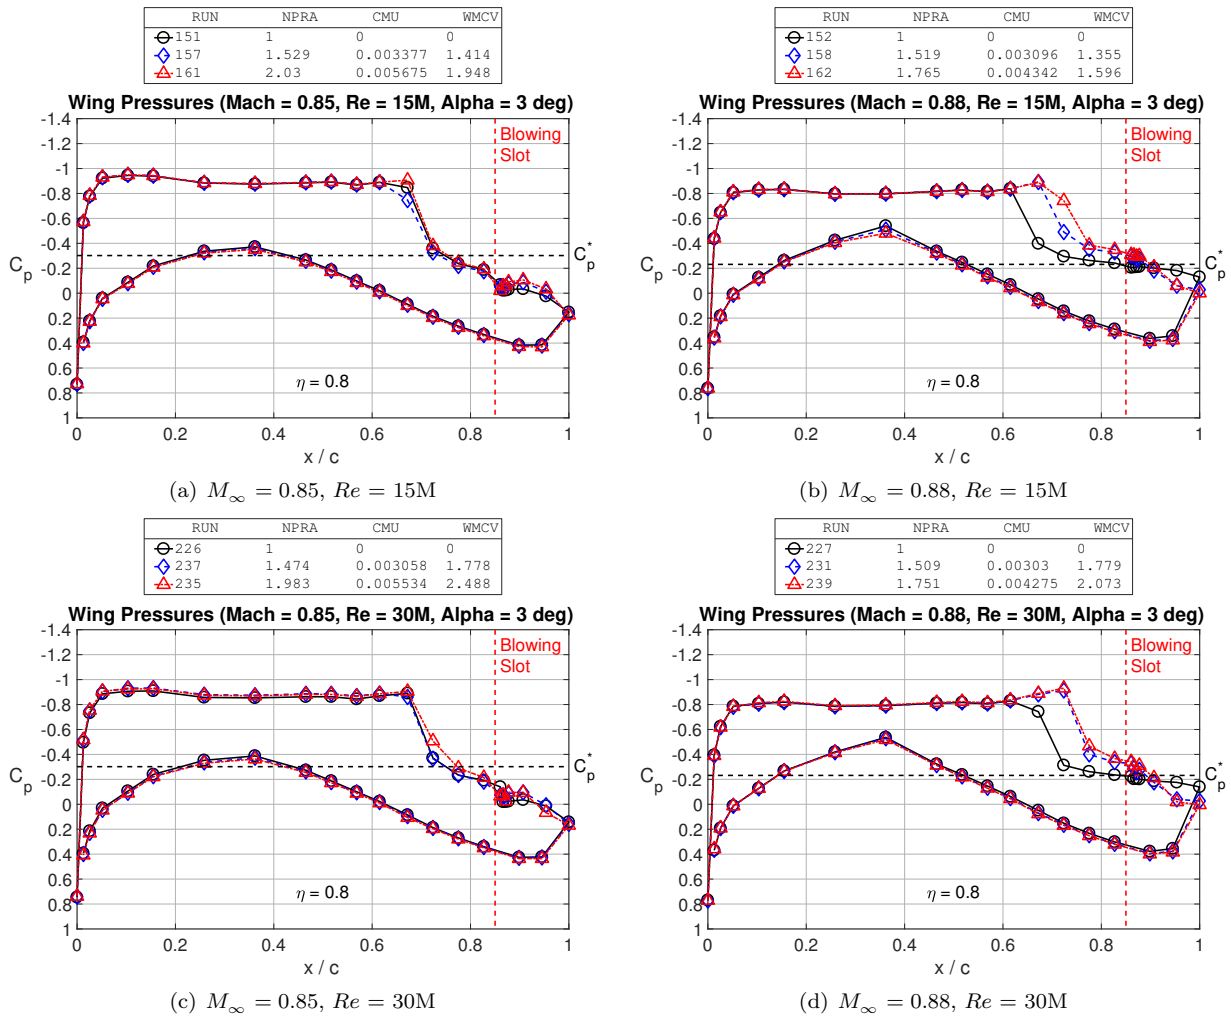 RUN NPRA CMU WMCV
151 1 0 0
157 1.529 0.003377 1.414
161 2.03 0.005675 1.948
Wing Pressures (Mach = 0.85, Re = 15M, Alpha = 3 deg)
-1.4
-1.2
-1
-0.8
-0.6
-0.4
-0.2
0
0.2
0.4
0.6
0.8
1
C_p
Blowing
Slot
C_p^*
η = 0.8
0 0.2 0.4 0.6 0.8 1
x / c
(a) M∞ = 0.85, Re = 15M
RUN NPRA CMU WMCV
152 1 0 0
158 1.519 0.003096 1.355
162 1.765 0.004342 1.596
Wing Pressures (Mach = 0.88, Re = 15M, Alpha = 3 deg)
-1.4
-1.2
-1
-0.8
-0.6
-0.4
-0.2
0
0.2
0.4
0.6
0.8
1
C_p
Blowing
Slot
C_p^*
η = 0.8
0 0.2 0.4 0.6 0.8 1
x / c
(b) M∞ = 0.88, Re = 15M
RUN NPRA CMU WMCV
226 1 0 0
237 1.474 0.003058 1.778
235 1.983 0.005534 2.488
Wing Pressures (Mach = 0.85, Re = 30M, Alpha = 3 deg)
-1.4
-1.2
-1
-0.8
-0.6
-0.4
-0.2
0
0.2
0.4
0.6
0.8
1
C_p
Blowing
Slot
C_p^*
η = 0.8
0 0.2 0.4 0.6 0.8 1
x / c
(c) M∞ = 0.85, Re = 30M
RUN NPRA CMU WMCV
227 1 0 0
231 1.509 0.00303 1.779
239 1.751 0.004275 2.073
Wing Pressures (Mach = 0.88, Re = 30M, Alpha = 3 deg)
-1.4
-1.2
-1
-0.8
-0.6
-0.4
-0.2
0
0.2
0.4
0.6
0.8
1
C_p
Blowing
Slot
C_p^*
η = 0.8
0 0.2 0.4 0.6 0.8 1
x / c
(d) M∞ = 0.88, Re = 30M